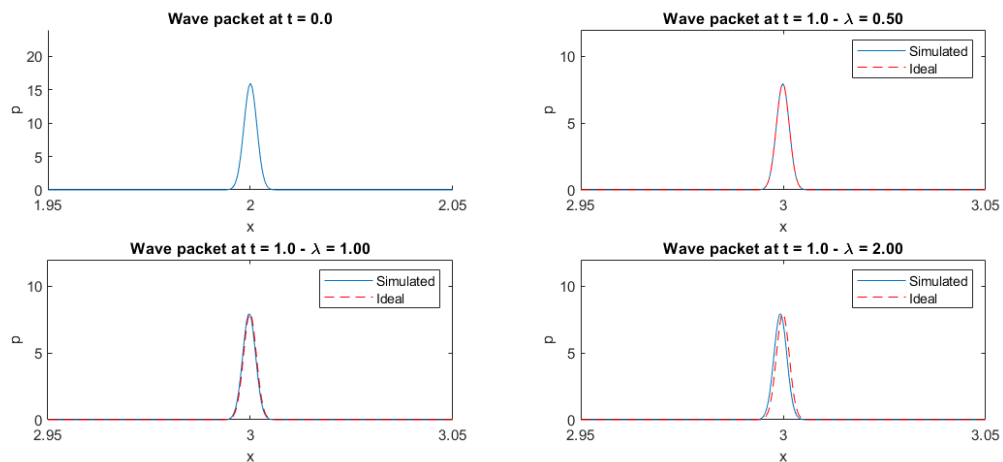 Wave packet at t = 0.0
20
15
10
5
0
p
1.95
2
2.05
x
Wave packet at t = 1.0 - λ = 0.50
10
5
0
p
Simulated
Ideal
2.95
3
3.05
x
Wave packet at t = 1.0 - λ = 1.00
10
5
0
p
Simulated
Ideal
2.95
3
3.05
x
Wave packet at t = 1.0 - λ = 2.00
10
5
0
p
Simulated
Ideal
2.95
3
3.05
x